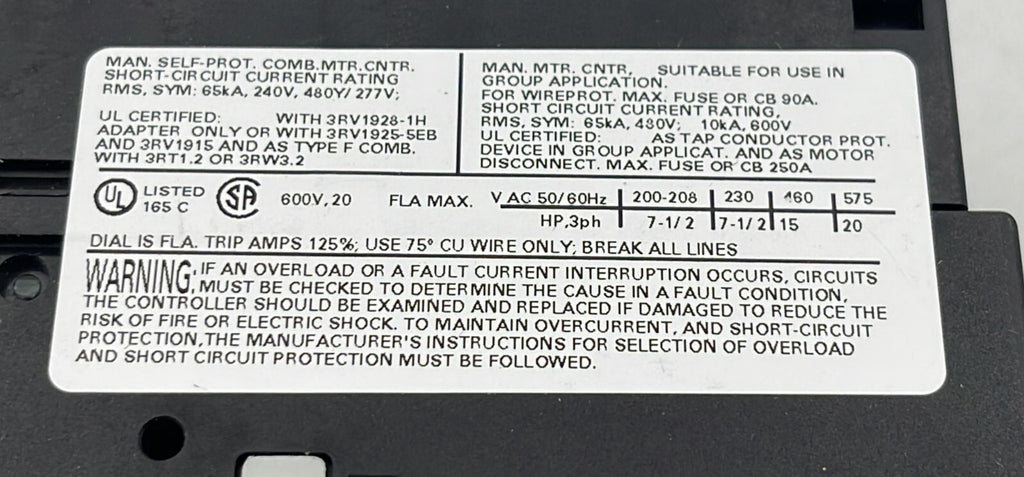 MAN. SELF-PROT. COMB.MTR.CNTR.
SHORT-CIRCUIT CURRENT RATING
RMS, SYM: 65kA, 240V, 480Y/ 277V;
UL CERTIFIED: WITH 3RV1928-1H
ADAPTER ONLY OR WITH 3RV1925-5EB
AND 3RV1915 AND AS TYPE F COMB.
WITH 3RT1.2 OR 3RW3.2
MAN. MTR. CNTR, SUITABLE FOR USE IN
GROUP APPLICATION.
FOR WIREPROT. MAX. FUSE OR CB 90A.
SHORT CIRCUIT CURRENT RATING,
RMS, SYM: 65kA, 480V; 10kA, 600V
UL CERTIFIED: AS TAP CONDUCTOR PROT.
DEVICE IN GROUP APPLICAT. AND AS MOTOR
DISCONNECT. MAX. FUSE OR CB 250A
UL LISTED SA 600V, 20 FLA MAX. V AC 50/60Hz 200-208 230 460 575
165 C HP,3ph 7-1/2 7-1/2 15 20
DIAL IS FLA. TRIP AMPS 125%; USE 75° CU WIRE ONLY; BREAK ALL LINES
WARNING: IF AN OVERLOAD OR A FAULT CURRENT INTERRUPTION OCCURS, CIRCUITS
MUST BE CHECKED TO DETERMINE THE CAUSE IN A FAULT CONDITION,
THE CONTROLLER SHOULD BE EXAMINED AND REPLACED IF DAMAGED TO REDUCE THE
RISK OF FIRE OR ELECTRIC SHOCK. TO MAINTAIN OVERCURRENT, AND SHORT-CIRCUIT
PROTECTION,THE MANUFACTURER'S INSTRUCTIONS FOR SELECTION OF OVERLOAD
AND SHORT CIRCUIT PROTECTION MUST BE FOLLOWED.